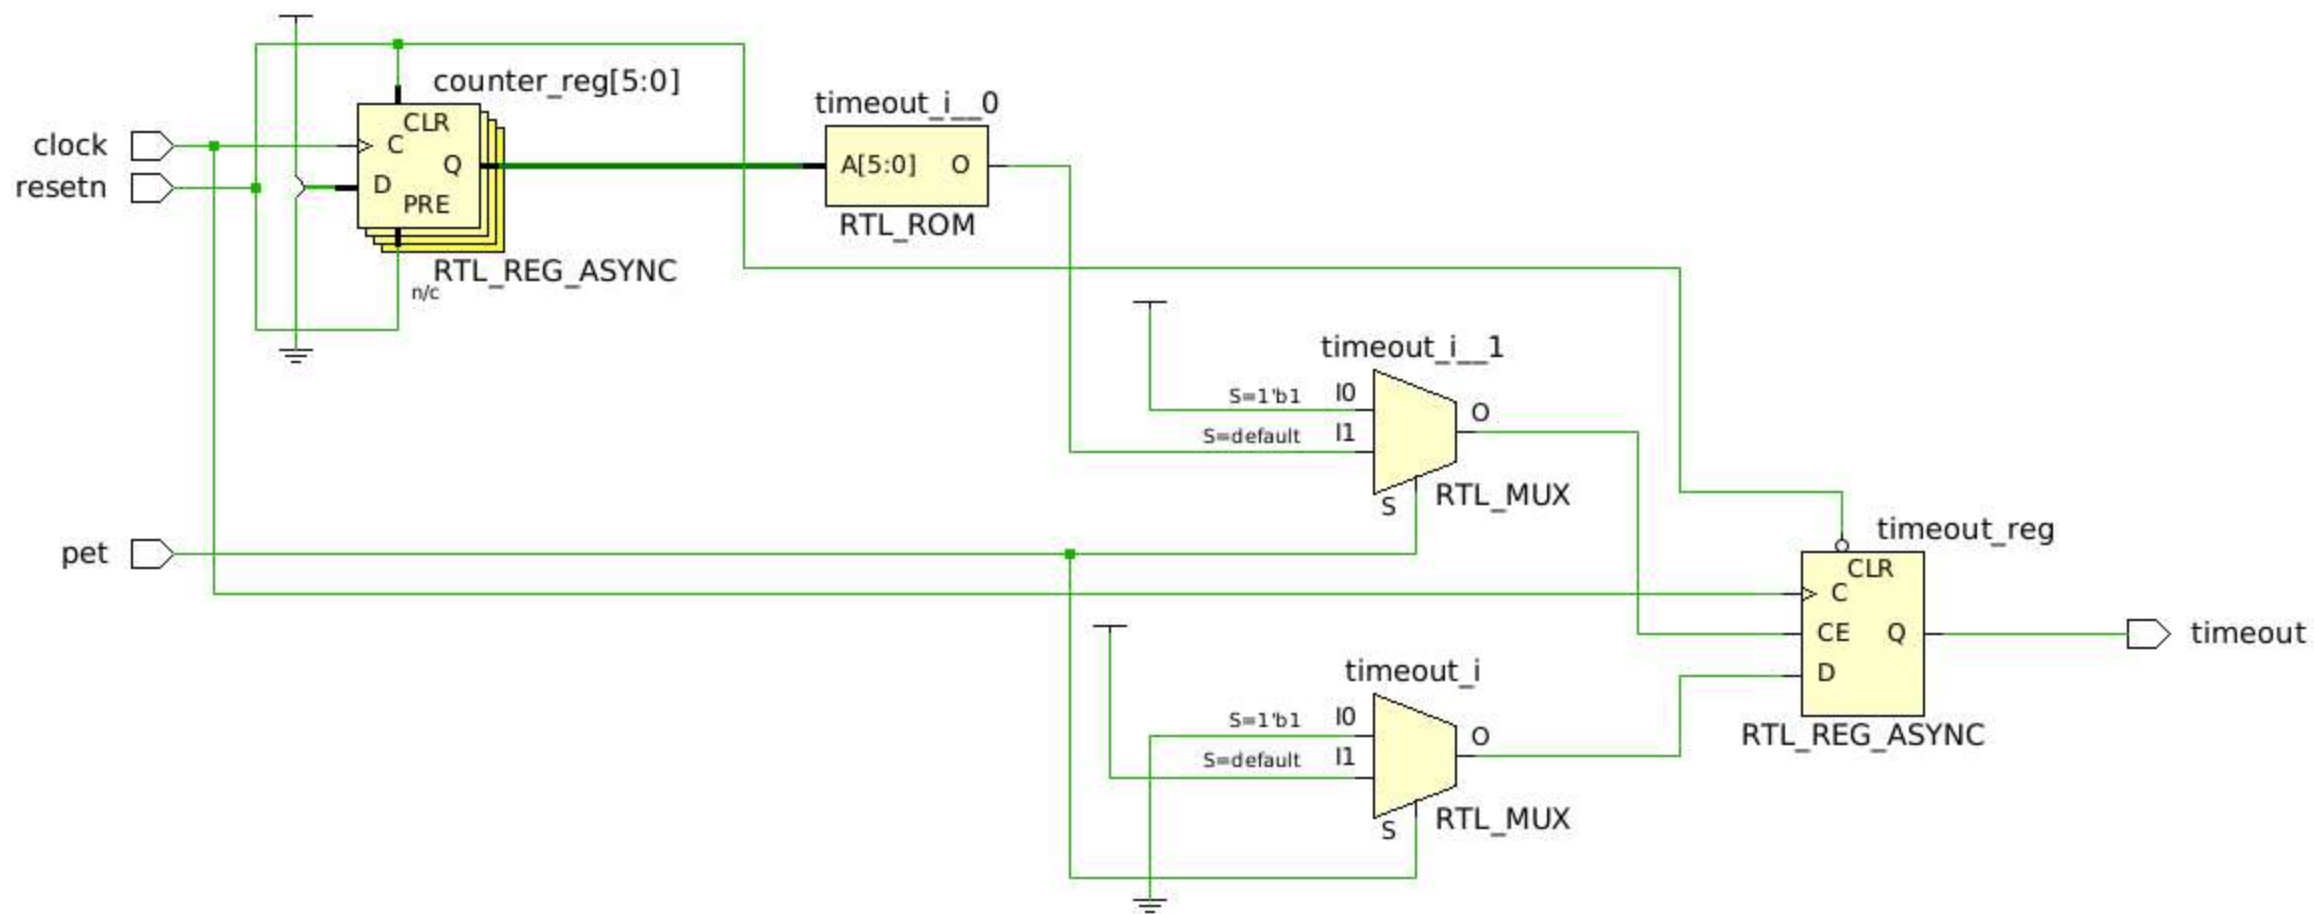 counter_reg[5:0]
timeout_i__0
clock
CLR
C
Q
A[5:0]
O
resetn
D
PRE
RTL_ROM
RTL_REG_ASYNC
n/c
timeout_i__1
S=1'b1
I0
O
S=default
I1
S
RTL_MUX
pet
timeout_reg
CLR
C
CE
Q
timeout
D
RTL_REG_ASYNC
timeout_i
S=1'b1
I0
O
S=default
I1
S
RTL_MUX